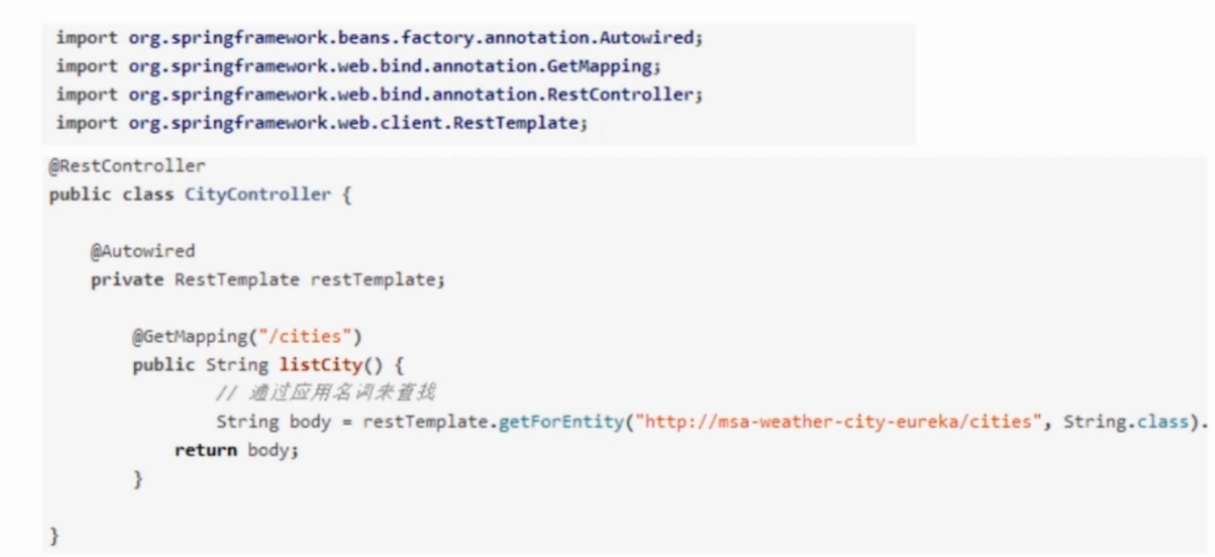 import org.springframework.beans.factory.annotation.Autowired;
import org.springframework.web.bind.annotation.GetMapping;
import org.springframework.web.bind.annotation.RestController;
import org.springframework.web.client.RestTemplate;
@RestController
public class CityController {
@Autowired
private RestTemplate restTemplate;
@GetMapping("/cities")
public String listCity() {
// 通过应用名词来查找
String body = restTemplate.getForEntity("http://msa-weather-city-eureka/cities", String.class).
return body;
}
}